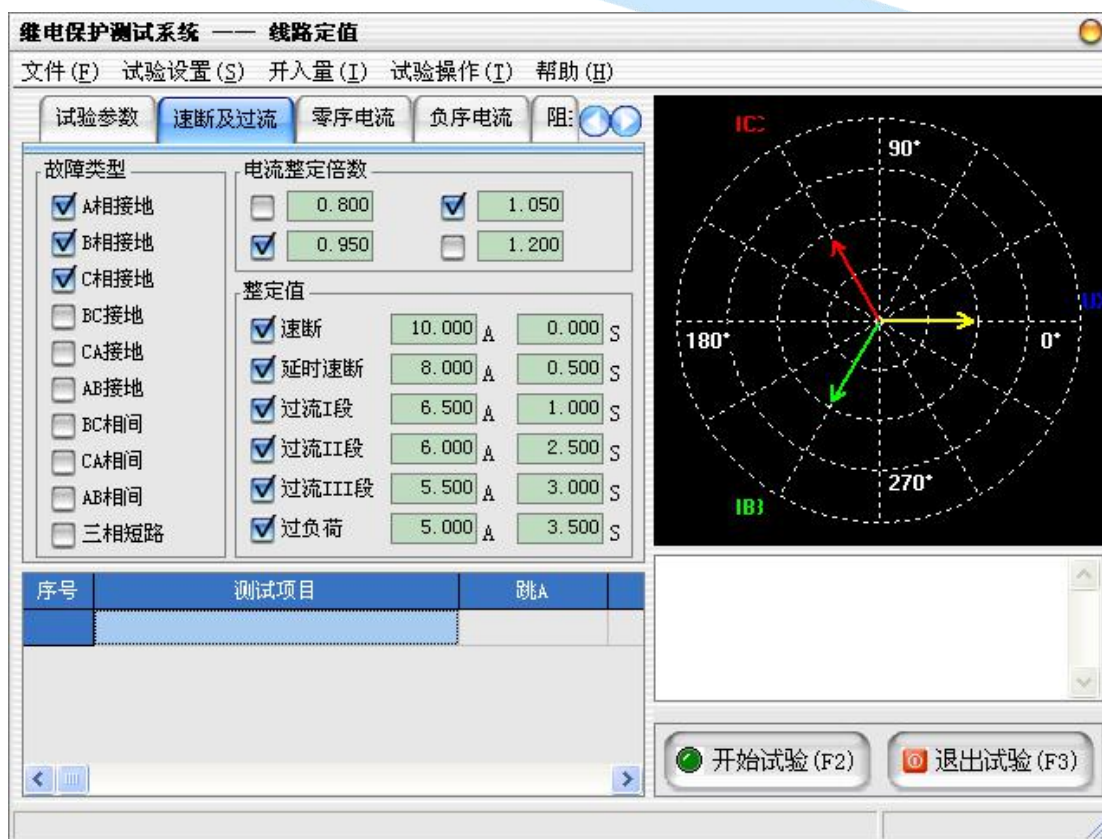 继电保护测试系统 —— 线路定值
文件(F) 试验设置(S) 开入量(I) 试验操作(T) 帮助(H)
试验参数 速断及过流 零序电流 负序电流 阻:
故障类型
A相接地
B相接地
C相接地
BC接地
CA接地
AB接地
BC相间
CA相间
AB相间
三相短路
电流整定倍数
0.800 1.050
0.950 1.200
整定值
速断 10.000 A 0.000 S
延时速断 8.000 A 0.500 S
过流I段 6.500 A 1.000 S
过流II段 6.000 A 2.500 S
过流III段 5.500 A 3.000 S
过负荷 5.000 A 3.500 S
90°
180° 0°
270°
序号 测试项目 跳A
开始试验(F2) 退出试验(F3)